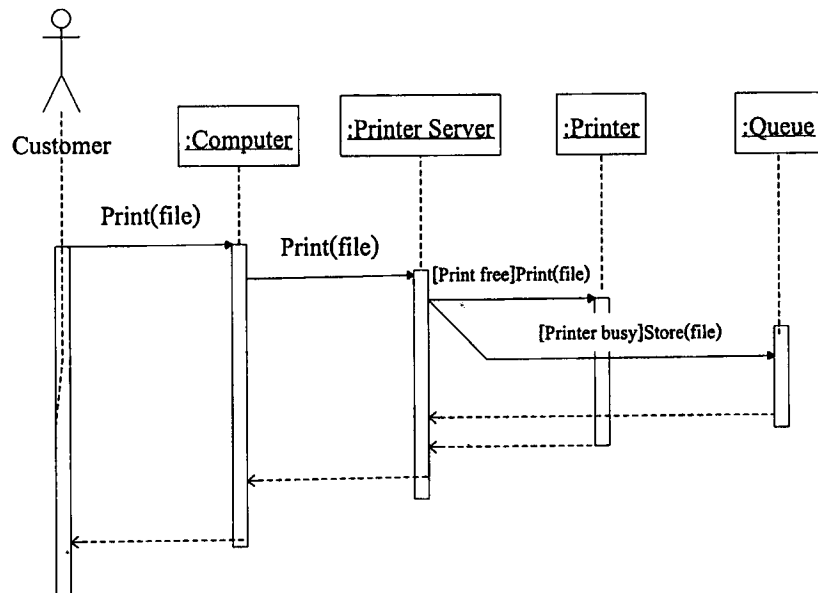 Customer
:Computer
:Printer Server
:Printer
:Queue
Print(file)
Print(file)
[Print free]Print(file)
[Printer busy]Store(file)